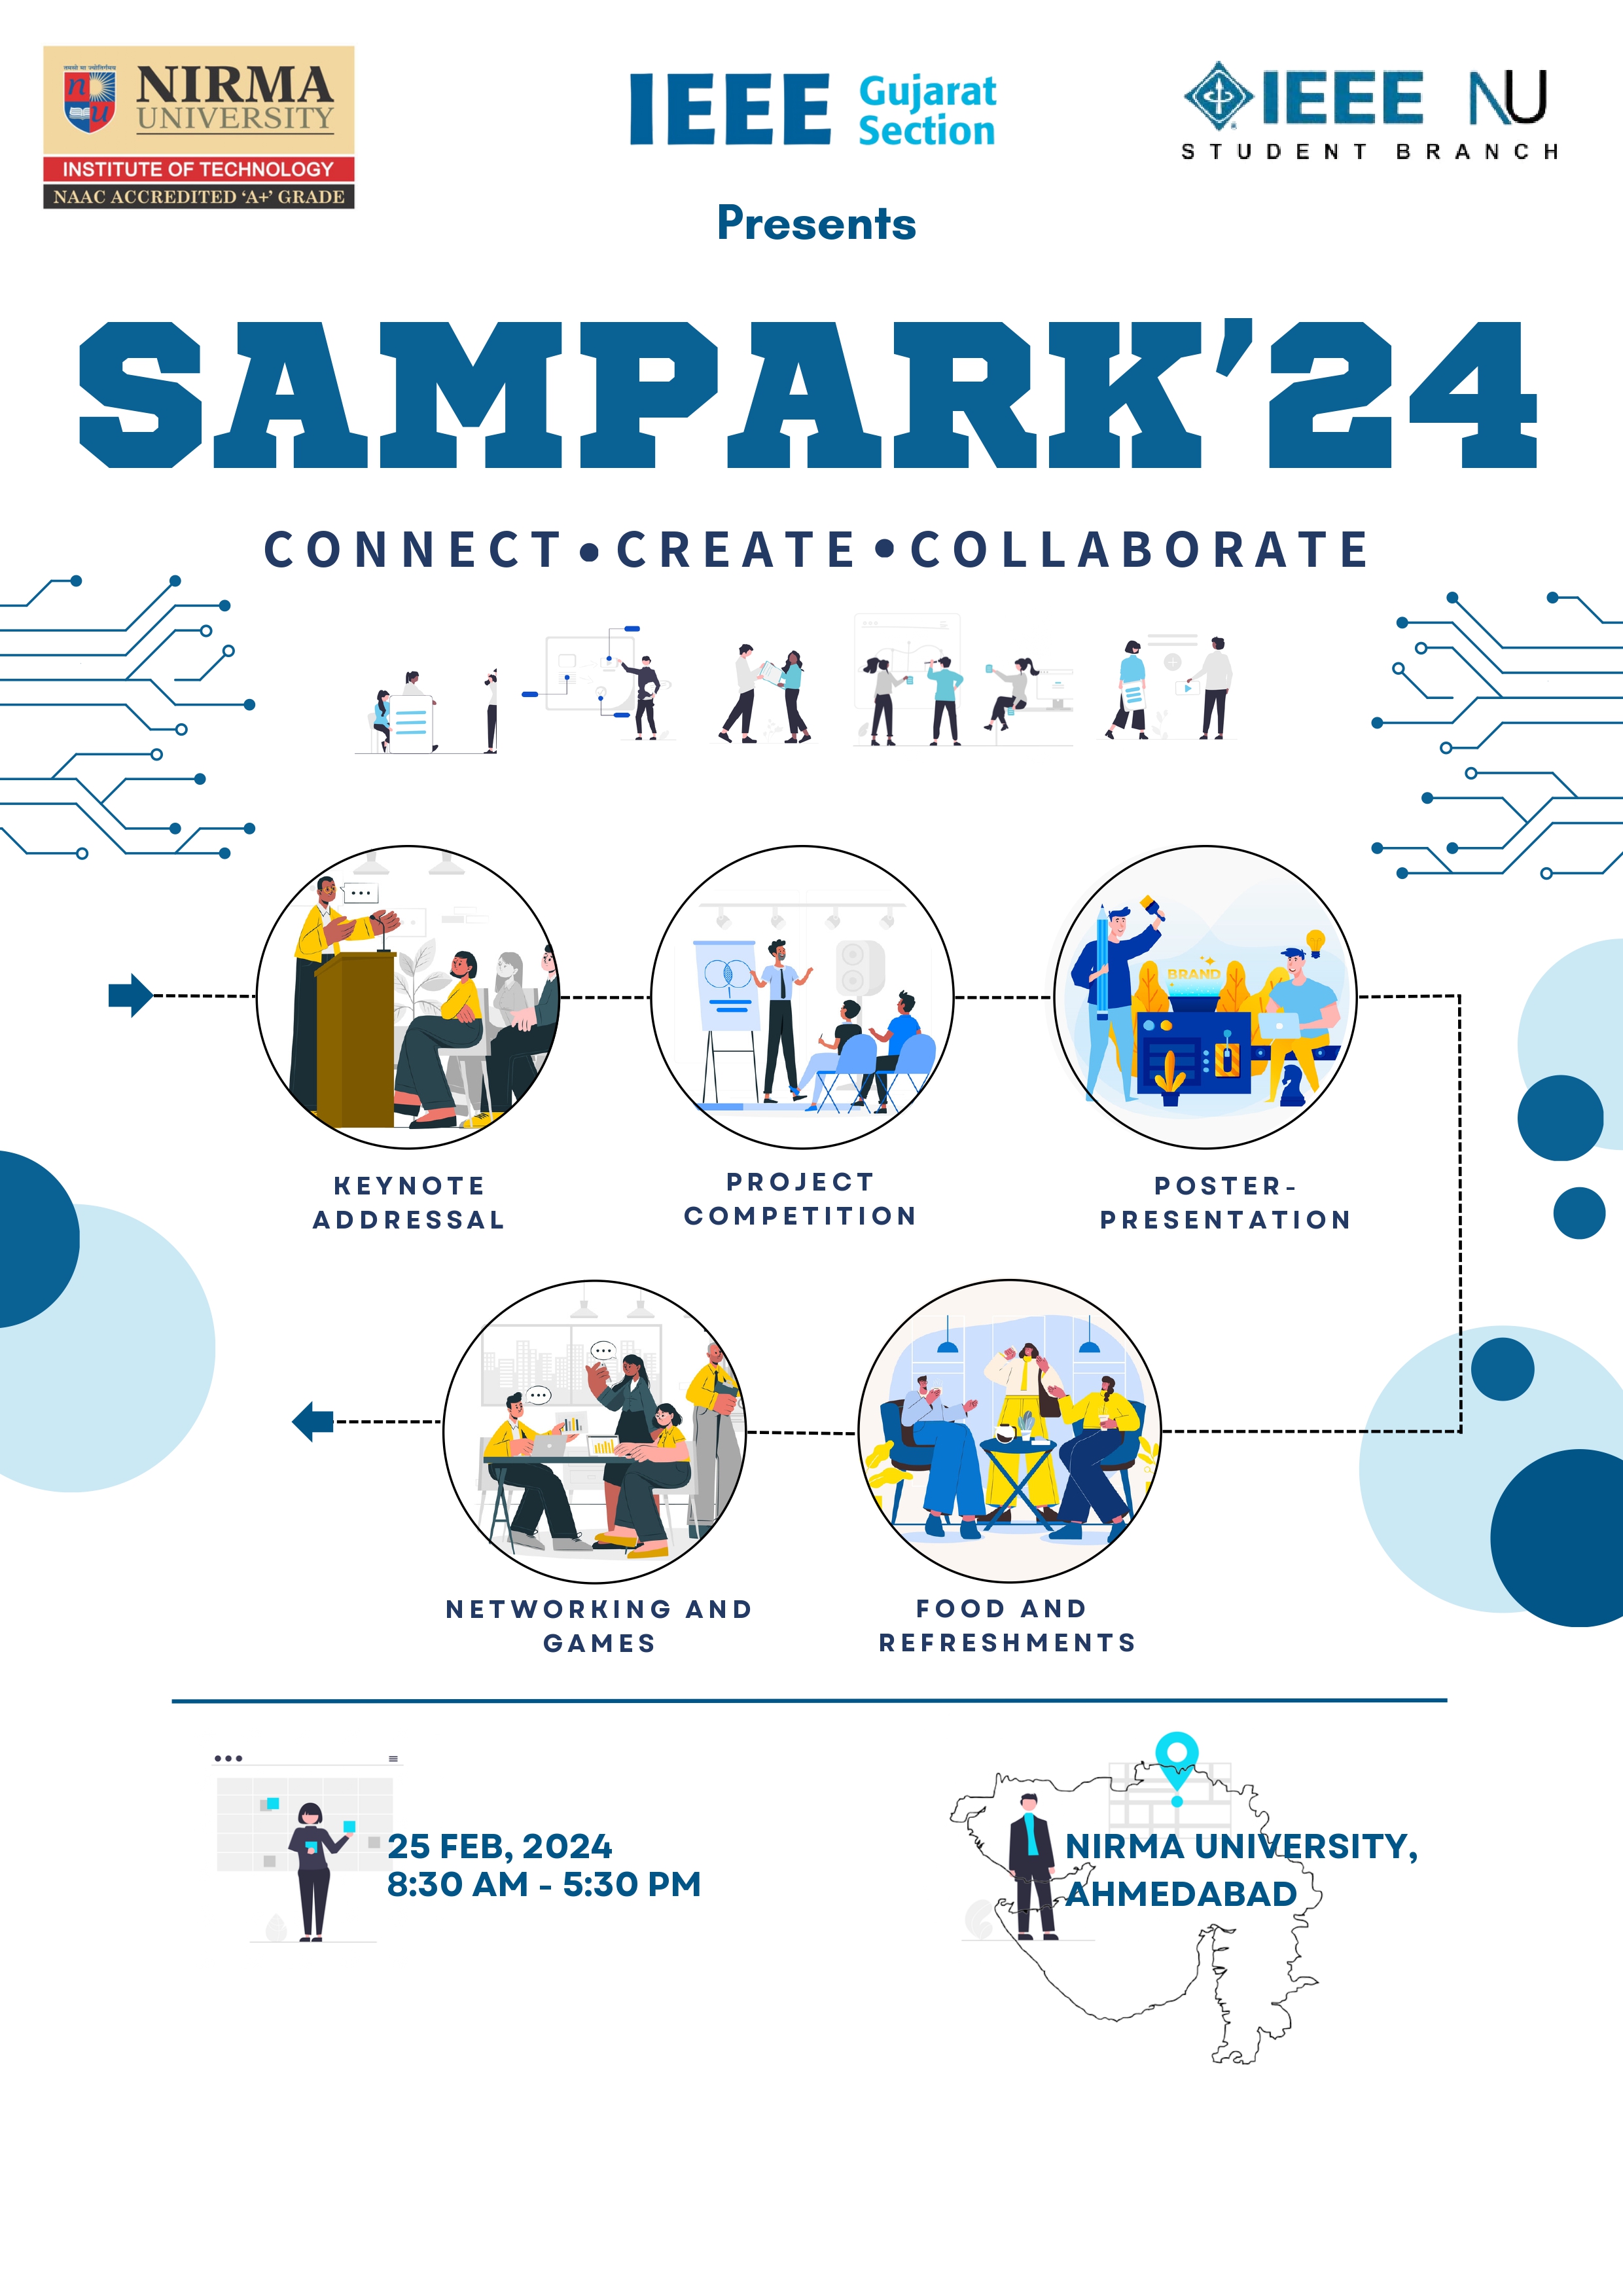 NIRMA
UNIVERSITY
INSTITUTE OF TECHNOLOGY
NAAC ACCREDITED ‘A+’ GRADE
IEEE Gujarat
Section
IEEE NU
STUDENT BRANCH
Presents
SAMPARK’24
CONNECT • CREATE • COLLABORATE
BRAND
KEYNOTE
ADDRESSAL
PROJECT
COMPETITION
POSTER-
PRESENTATION
NETWORKING AND
GAMES
FOOD AND
REFRESHMENTS
25 FEB, 2024
8:30 AM - 5:30 PM
NIRMA UNIVERSITY,
AHMEDABAD